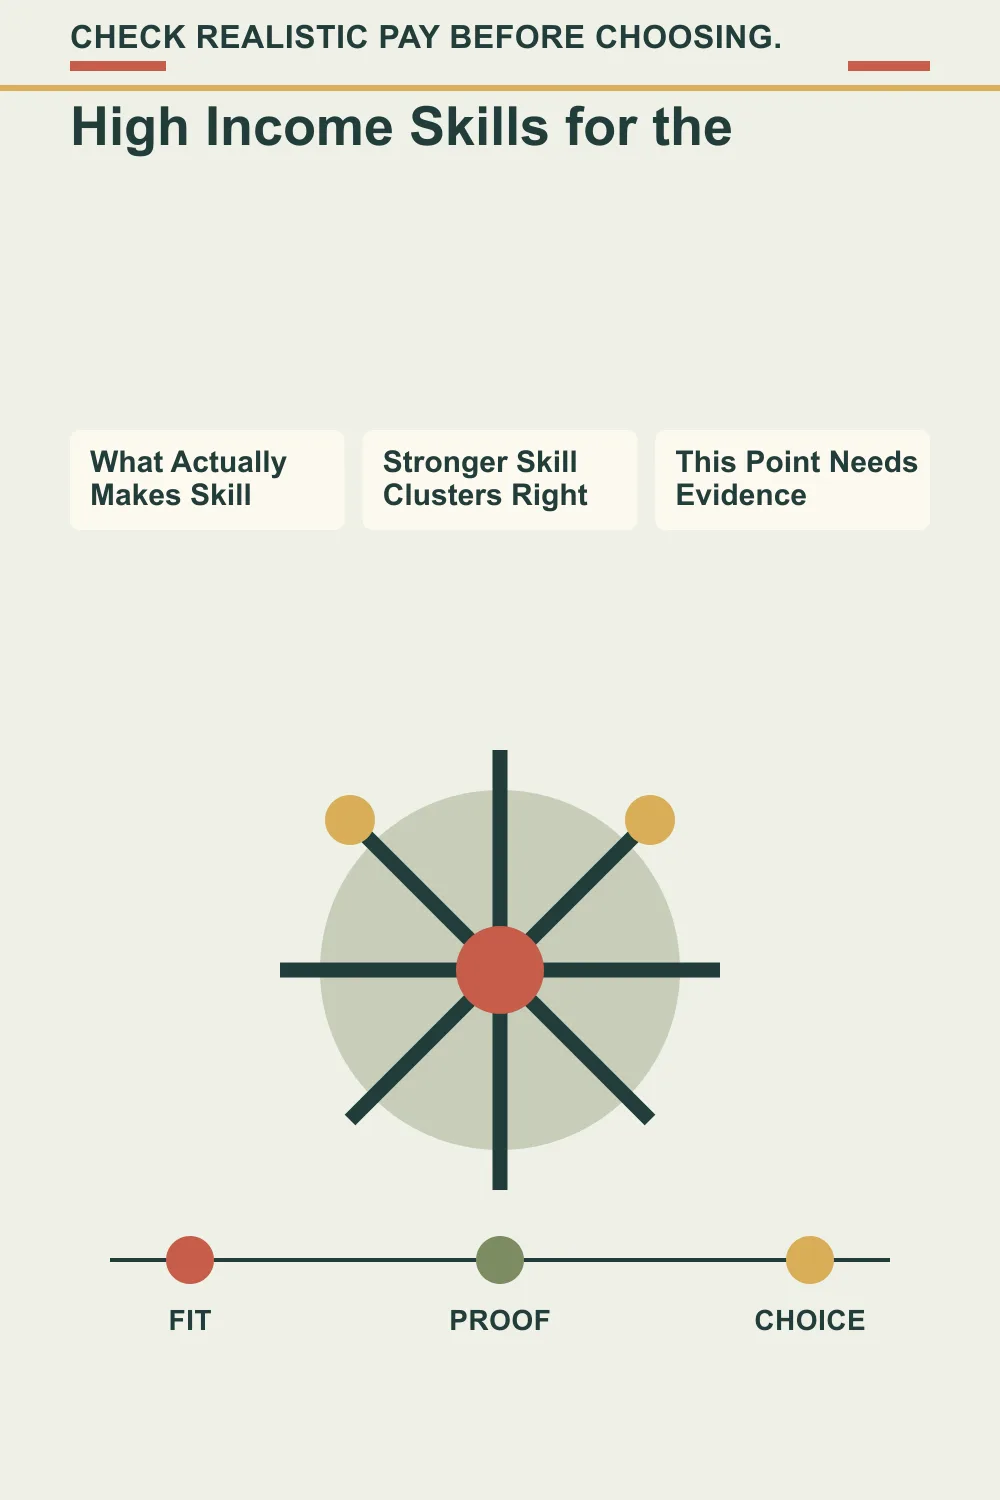 CHECK REALISTIC PAY BEFORE CHOOSING.
High Income Skills for the
What Actually
Makes Skill
Stronger Skill
Clusters Right
This Point Needs
Evidence
FIT
PROOF
CHOICE